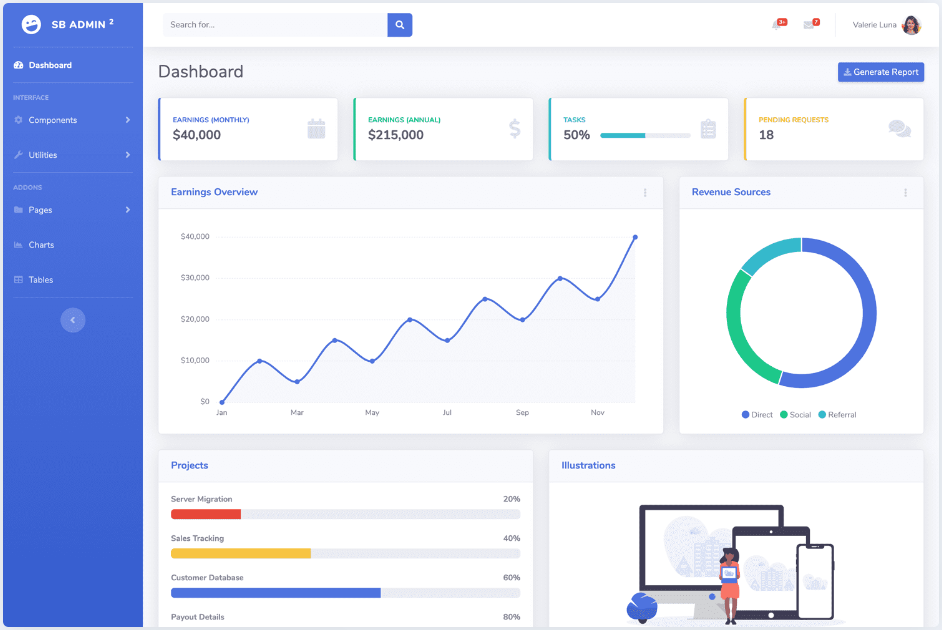 SB ADMIN 2
Search for...
3+
7
Valerie Luna
Dashboard
INTERFACE
Components
Utilities
ADDONS
Pages
Charts
Tables
Dashboard
Generate Report
EARNINGS (MONTHLY)
$40,000
EARNINGS (ANNUAL)
$215,000
TASKS
50%
PENDING REQUESTS
18
Earnings Overview
$40,000
$30,000
$20,000
$10,000
$0
Jan Mar May Jul Sep Nov
Revenue Sources
Direct Social Referral
Projects
Server Migration 20%
Sales Tracking 40%
Customer Database 60%
Payout Details 80%
Illustrations